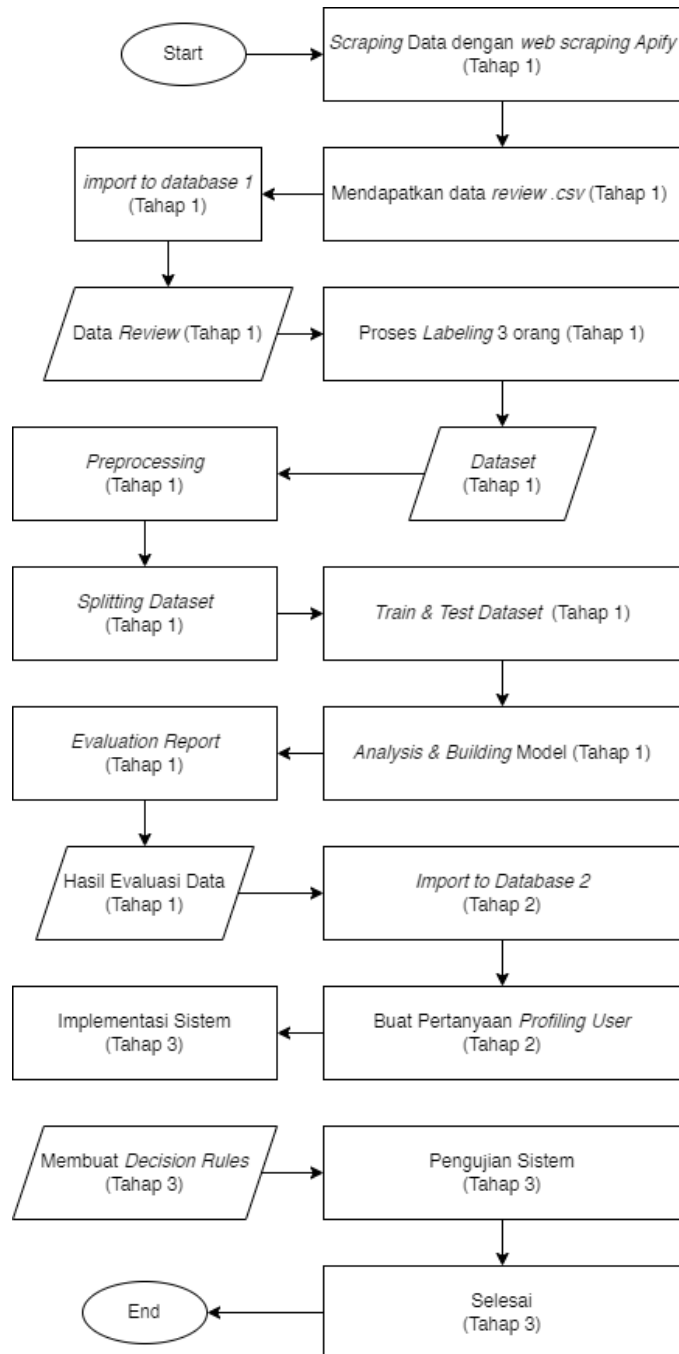 Start
Scraping Data dengan web scraping Apify
(Tahap 1)
Mendapatkan data review .csv (Tahap 1)
import to database 1
(Tahap 1)
Data Review (Tahap 1)
Proses Labeling 3 orang (Tahap 1)
Dataset
(Tahap 1)
Preprocessing
(Tahap 1)
Splitting Dataset
(Tahap 1)
Train & Test Dataset (Tahap 1)
Analysis & Building Model (Tahap 1)
Evaluation Report
(Tahap 1)
Hasil Evaluasi Data
(Tahap 1)
Import to Database 2
(Tahap 2)
Buat Pertanyaan Profiling User
(Tahap 2)
Implementasi Sistem
(Tahap 3)
Membuat Decision Rules
(Tahap 3)
Pengujian Sistem
(Tahap 3)
Selesai
(Tahap 3)
End